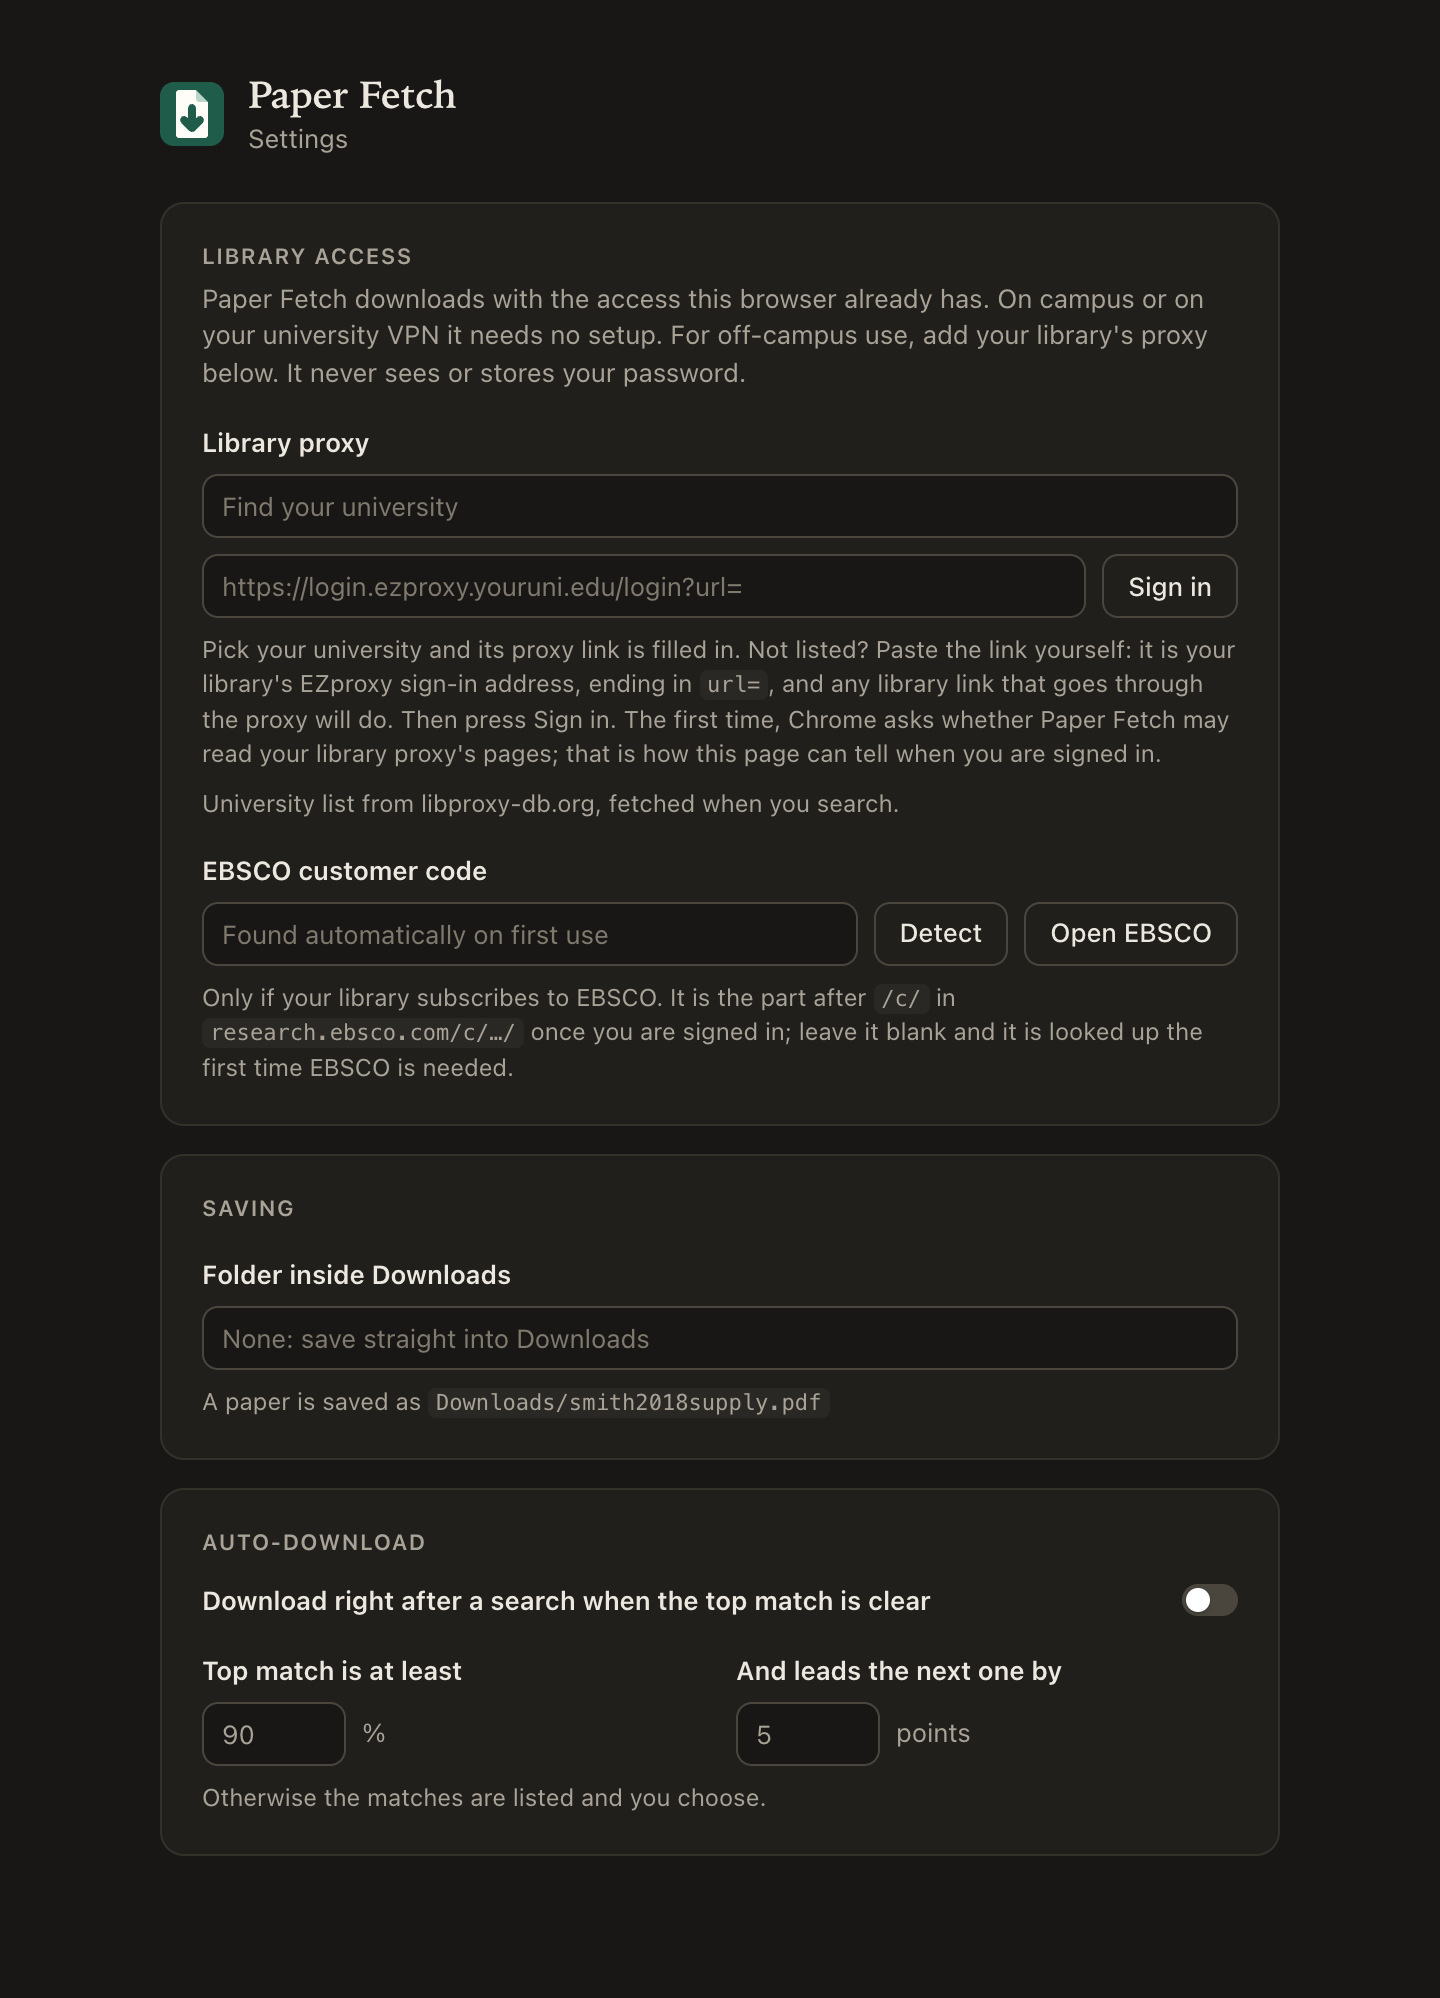 Paper Fetch
Settings
LIBRARY ACCESS
Paper Fetch downloads with the access this browser already has. On campus or on
your university VPN it needs no setup. For off-campus use, add your library's proxy
below. It never sees or stores your password.
Library proxy
Find your university
https://login.ezproxy.youruni.edu/login?url=
Sign in
Pick your university and its proxy link is filled in. Not listed? Paste the link yourself: it is your
library's EZproxy sign-in address, ending in url=, and any library link that goes through
the proxy will do. Then press Sign in. The first time, Chrome asks whether Paper Fetch may
read your library proxy's pages; that is how this page can tell when you are signed in.
University list from libproxy-db.org, fetched when you search.
EBSCO customer code
Found automatically on first use
Detect
Open EBSCO
Only if your library subscribes to EBSCO. It is the part after /c/ in
research.ebsco.com/c/…/ once you are signed in; leave it blank and it is looked up the
first time EBSCO is needed.
SAVING
Folder inside Downloads
None: save straight into Downloads
A paper is saved as Downloads/smith2018supply.pdf
AUTO-DOWNLOAD
Download right after a search when the top match is clear
Top match is at least
90 %
And leads the next one by
5 points
Otherwise the matches are listed and you choose.